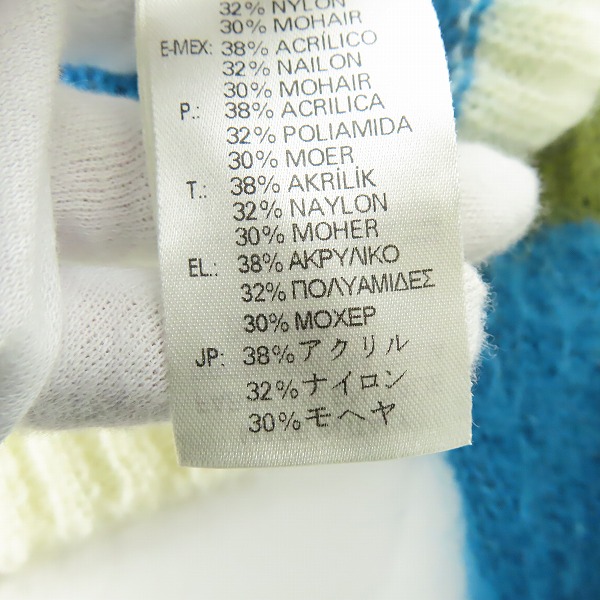 32% NYLON
30% MOHAIR
E-MEX: 38% ACRÍLICO
32% NAILON
30% MOHAIR
P.: 38% ACRILICA
32% POLIAMIDA
30% MOER
T.: 38% AKRİLİK
32% NAYLON
30% MOHER
EL.: 38% ΑΚΡΥΛΙΚΟ
32% ΠΟΛΥΑΜΙΔΕΣ
30% ΜΟΧΕΡ
JP: 38% アクリル
32% ナイロン
30% モヘヤ